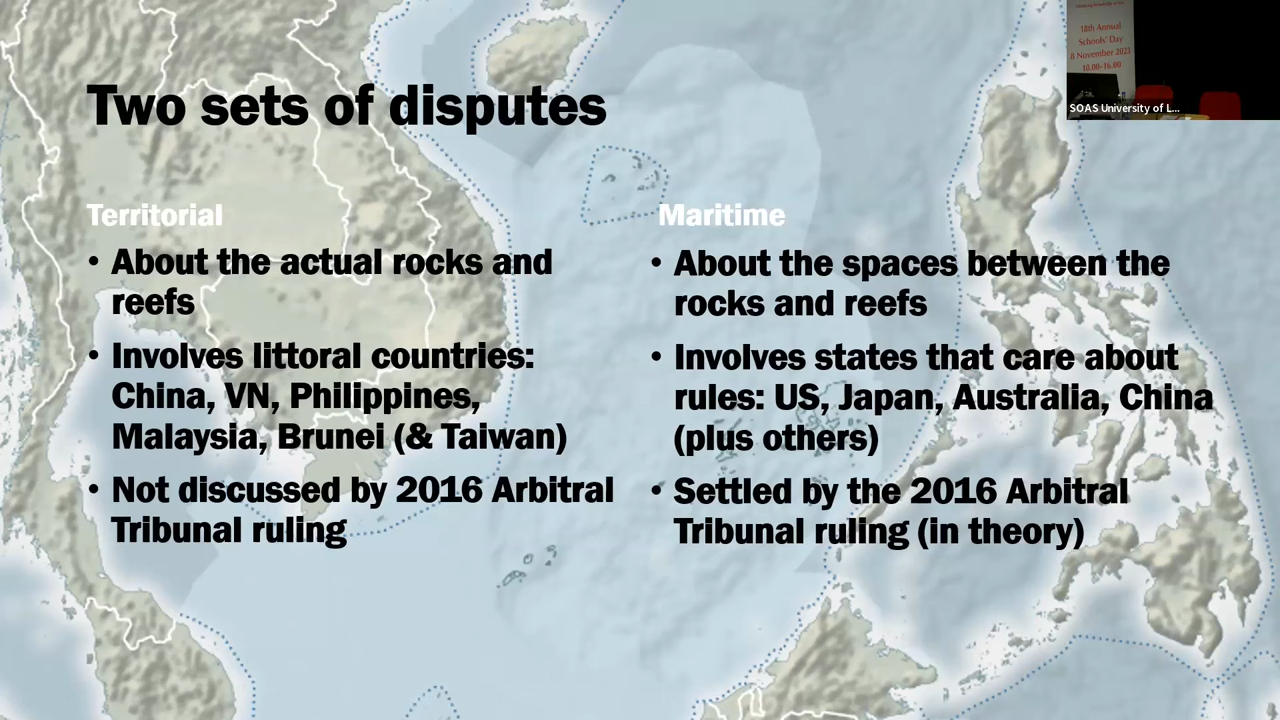 Two sets of disputes
Territorial
• About the actual rocks and
reefs
• Involves littoral countries:
China, VN, Philippines,
Malaysia, Brunei (& Taiwan)
• Not discussed by 2016 Arbitral
Tribunal ruling
Maritime
• About the spaces between the
rocks and reefs
• Involves states that care about
rules: US, Japan, Australia, China
(plus others)
• Settled by the 2016 Arbitral
Tribunal ruling (in theory)
18th Annual
Schools' Day
8 November 2023
10.00-16.00
SOAS University of L...